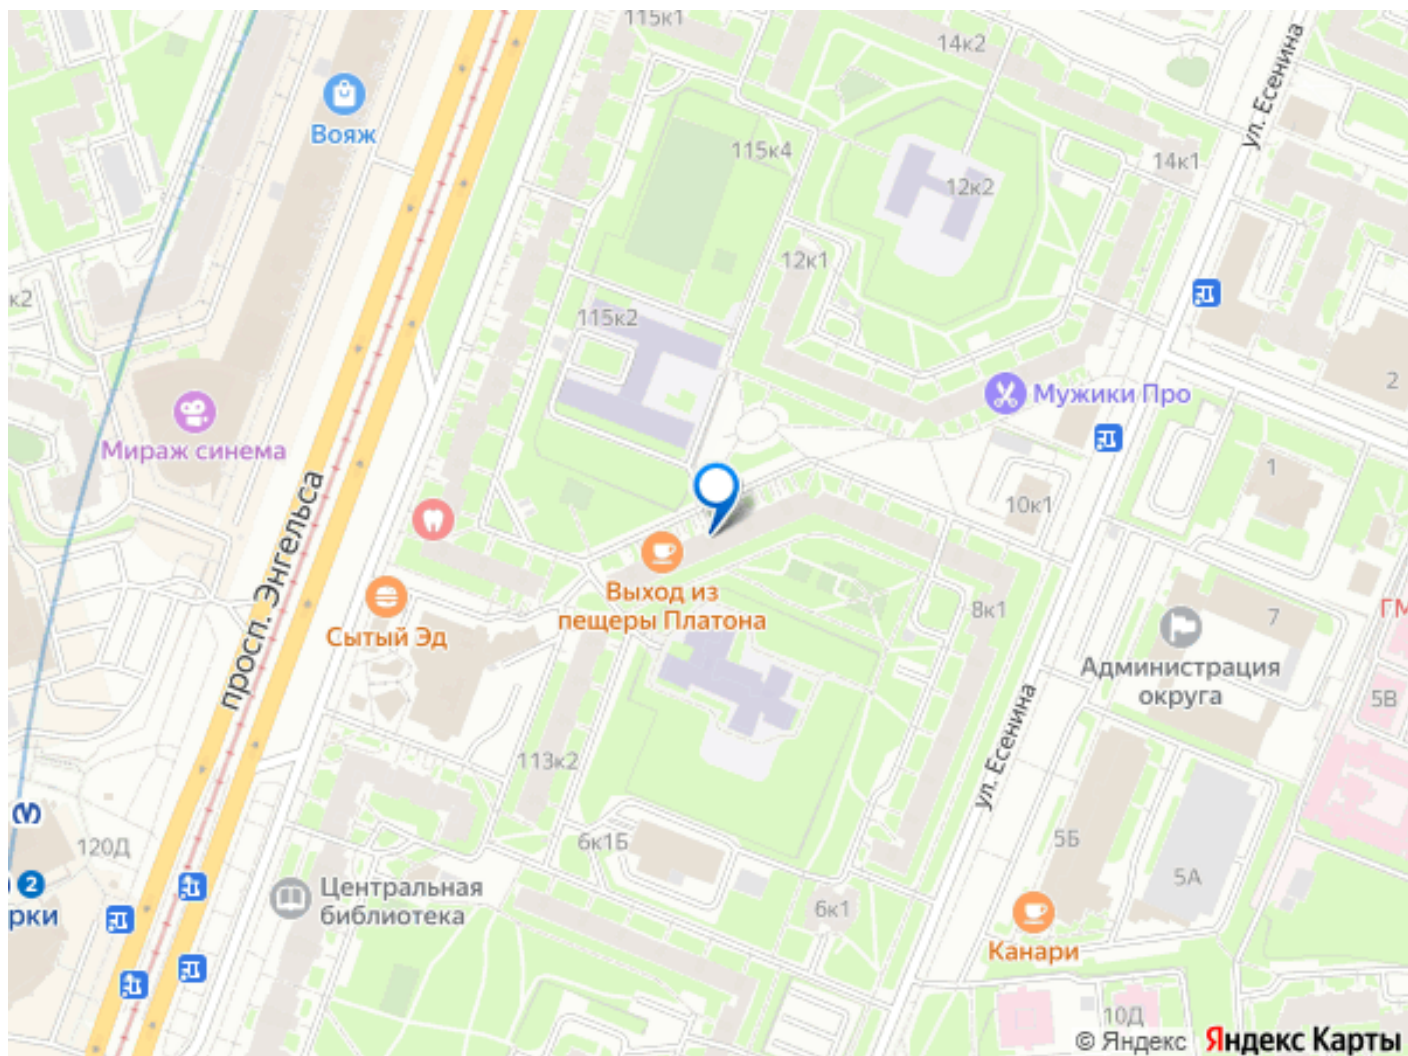 115к1
14к2
ул. Есенина
Вояж
115к4
14к1
12к2
12к1
к2
115к2
2
Мужики Про
Мираж синема
1
10к1
просп. Энгельса
Выход из
пещеры Платона
Сытый Эд
8к1
7
ГМ
Администрация
округа
5В
ул. Есенина
113к2
120Д
6к1Б
5Б
5А
2
рки
Центральная
библиотека
6к1
Канари
10Д
© Яндекс Яндекс Карты